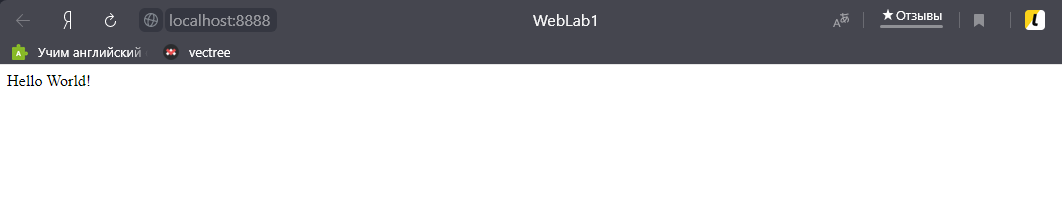 Я localhost:8888 WebLab1 Отзывы
Учим английский vectree
Hello World!